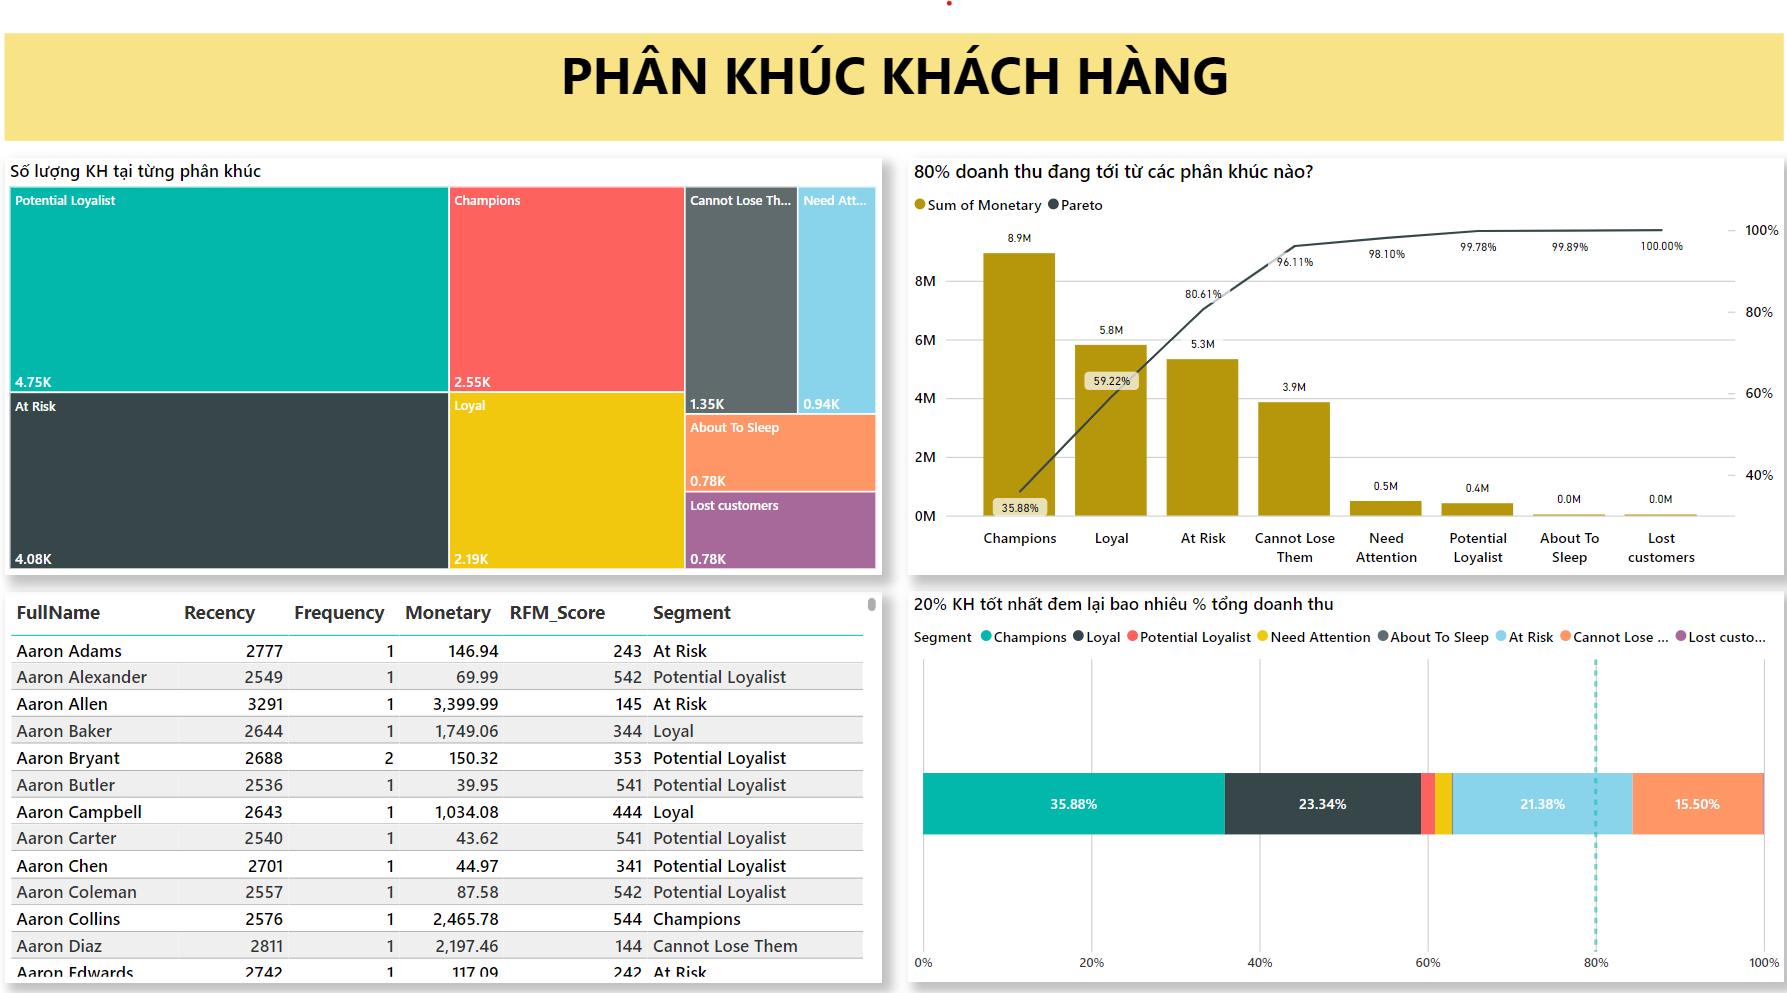 PHÂN KHÚC KHÁCH HÀNG
Số lượng KH tại từng phân khúc
Potential Loyalist
4.75K
At Risk
4.08K
Champions
2.55K
Loyal
2.19K
Cannot Lose Th...
1.35K
Need Att...
0.94K
About To Sleep
0.78K
Lost customers
0.78K
80% doanh thu đang tới từ các phân khúc nào?
Sum of Monetary Pareto
8M
6M
4M
2M
0M
8.9M
5.8M
5.3M
3.9M
0.5M
0.4M
0.0M
0.0M
35.88%
59.22%
80.61%
96.11%
98.10%
99.78%
99.89%
100.00%
100%
80%
60%
40%
Champions
Loyal
At Risk
Cannot Lose Them
Need Attention
Potential Loyalist
About To Sleep
Lost customers
FullName Recency Frequency Monetary RFM_Score Segment
Aaron Adams 2777 1 146.94 243 At Risk
Aaron Alexander 2549 1 69.99 542 Potential Loyalist
Aaron Allen 3291 1 3,399.99 145 At Risk
Aaron Baker 2644 1 1,749.06 344 Loyal
Aaron Bryant 2688 2 150.32 353 Potential Loyalist
Aaron Butler 2536 1 39.95 541 Potential Loyalist
Aaron Campbell 2643 1 1,034.08 444 Loyal
Aaron Carter 2540 1 43.62 541 Potential Loyalist
Aaron Chen 2701 1 44.97 341 Potential Loyalist
Aaron Coleman 2557 1 87.58 542 Potential Loyalist
Aaron Collins 2576 1 2,465.78 544 Champions
Aaron Diaz 2811 1 2,197.46 144 Cannot Lose Them
Aaron Edwards 2742 1 117.09 242 At Risk
20% KH tốt nhất đem lại bao nhiêu % tổng doanh thu
Segment Champions Loyal Potential Loyalist Need Attention About To Sleep At Risk Cannot Lose ... Lost custo...
35.88% 23.34% 21.38% 15.50%
0% 20% 40% 60% 80% 100%